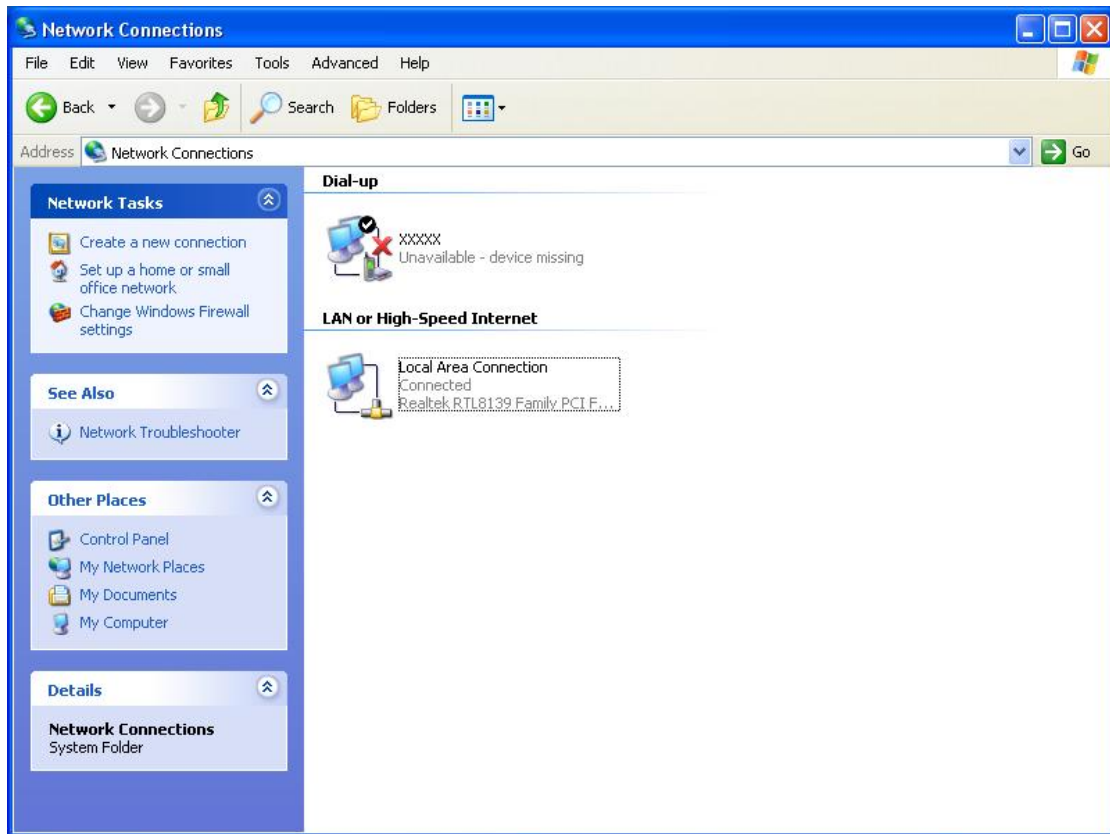 Network Connections
File Edit View Favorites Tools Advanced Help
Back Search Folders
Address Network Connections Go
Network Tasks
Create a new connection
Set up a home or small
office network
Change Windows Firewall
settings
See Also
Network Troubleshooter
Other Places
Control Panel
My Network Places
My Documents
My Computer
Details
Network Connections
System Folder
Dial-up
XXXXX
Unavailable - device missing
LAN or High-Speed Internet
Local Area Connection
Connected
Realtek RTL8139 Family PCI F...